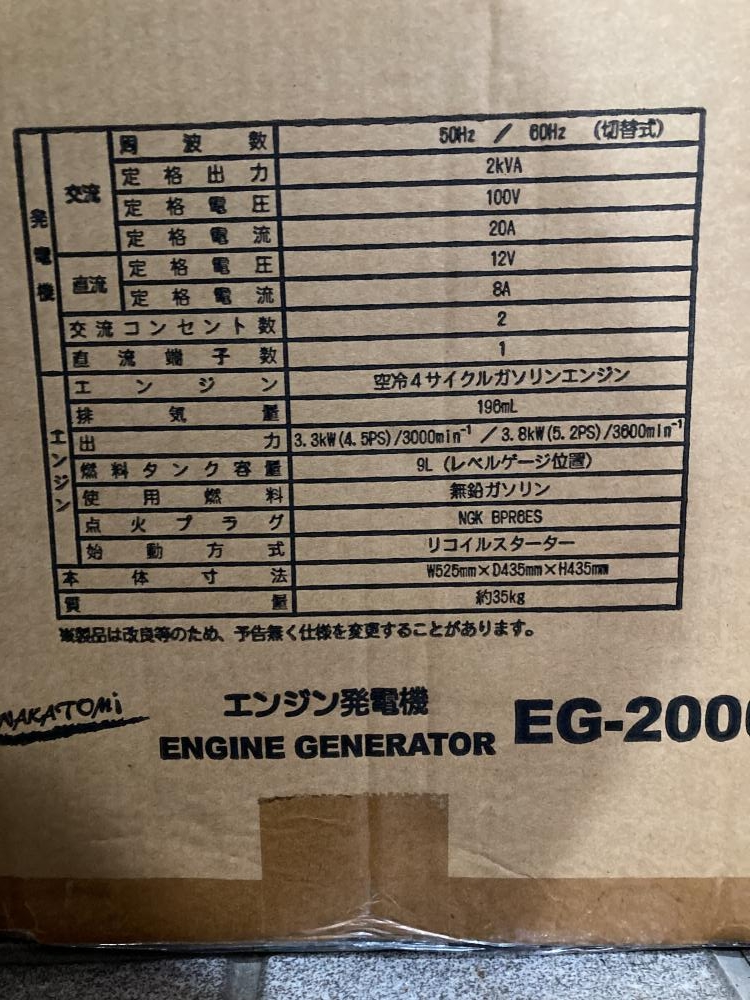 発電機
交流
周波数 50Hz ／ 60Hz （切替式）
定格出力 2kVA
定格電圧 100V
定格電流 20A
直流
定格電圧 12V
定格電流 8A
交流コンセント数 2
直流端子数 1
エンジン
エンジン 空冷4サイクルガソリンエンジン
排気量 196mL
出力 3.3kW(4.5PS)/3000min⁻¹ ／ 3.8kW(5.2PS)/3600min⁻¹
燃料タンク容量 9L（レベルゲージ位置）
使用燃料 無鉛ガソリン
点火プラグ NGK BPR6ES
始動方式 リコイルスターター
本体寸法 W525mm×D435mm×H435mm
質量 約35kg
※製品は改良等のため、予告無く仕様を変更することがあります。
NAKATOMi
エンジン発電機
ENGINE GENERATOR
EG-2000